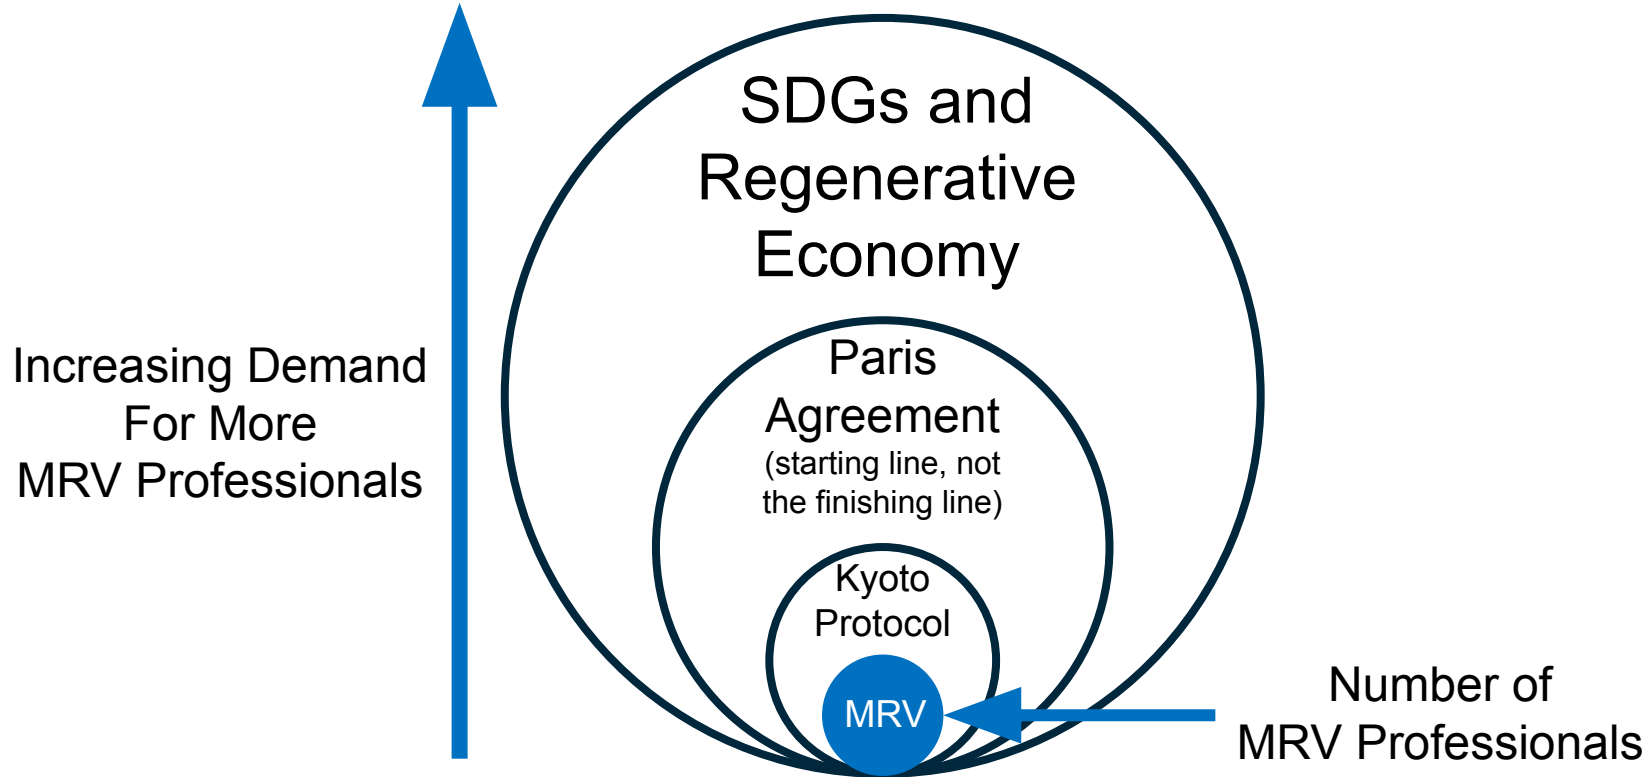 SDGs and
Regenerative
Economy
Increasing Demand
For More
MRV Professionals
Paris
Agreement
(starting line, not
the finishing line)
Kyoto
Protocol
MRV
Number of
MRV Professionals